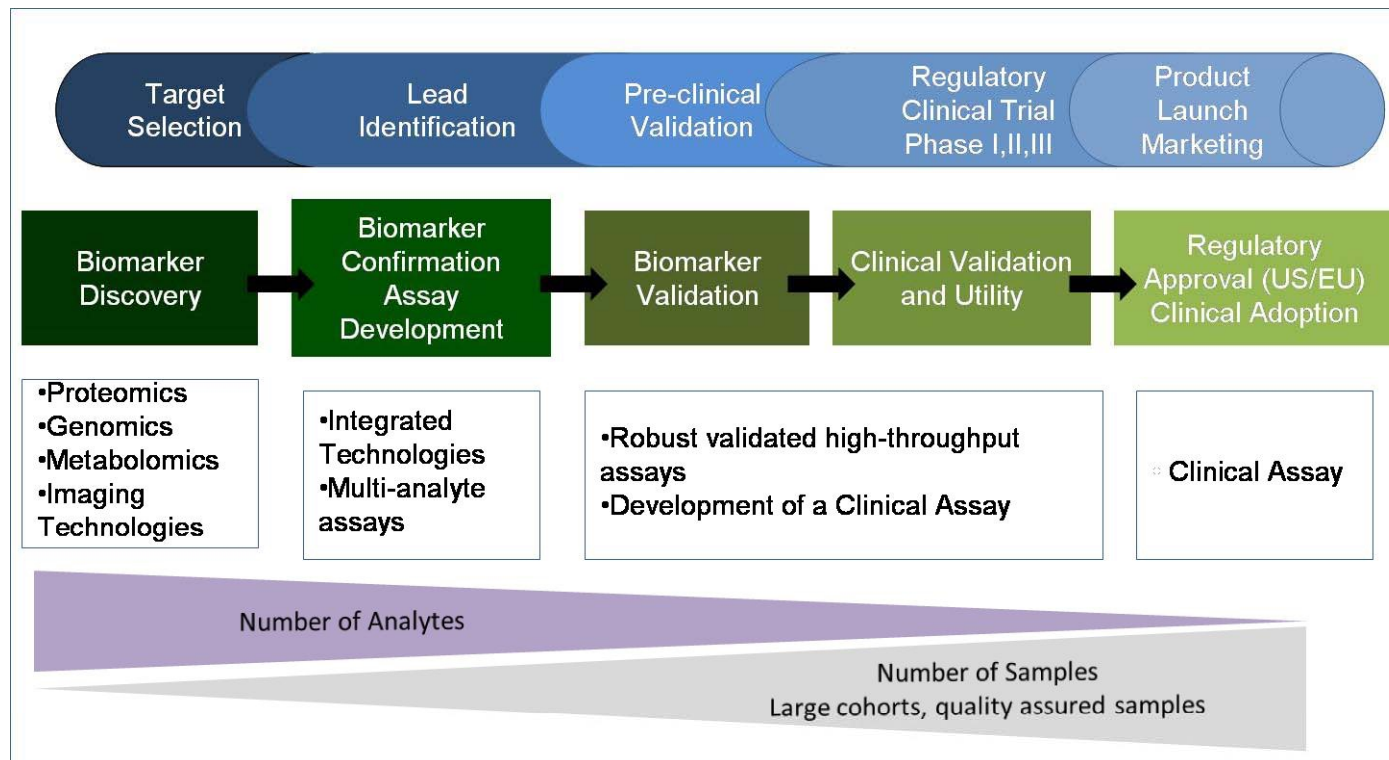 Target
Selection
Lead
Identification
Pre-clinical
Validation
Regulatory
Clinical Trial
Phase I,II,III
Product
Launch
Marketing
Biomarker
Discovery
Biomarker
Confirmation
Assay
Development
Biomarker
Validation
Clinical Validation
and Utility
Regulatory
Approval (US/EU)
Clinical Adoption
•Proteomics
•Genomics
•Metabolomics
•Imaging
Technologies
•Integrated
Technologies
•Multi-analyte
assays
•Robust validated high-throughput
assays
•Development of a Clinical Assay
▫ Clinical Assay
Number of Analytes
Number of Samples
Large cohorts, quality assured samples